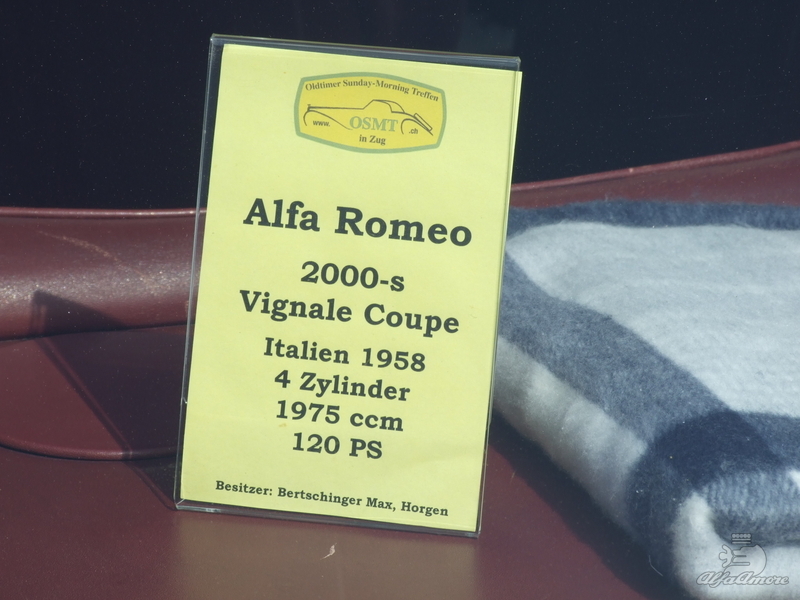 Oldtimer Sunday-Morning Treffen
www. OSMT .ch
in Zug
Alfa Romeo
2000-s
Vignale Coupe
Italien 1958
4 Zylinder
1975 ccm
120 PS
Besitzer: Bertschinger Max, Horgen
AlfaAmore